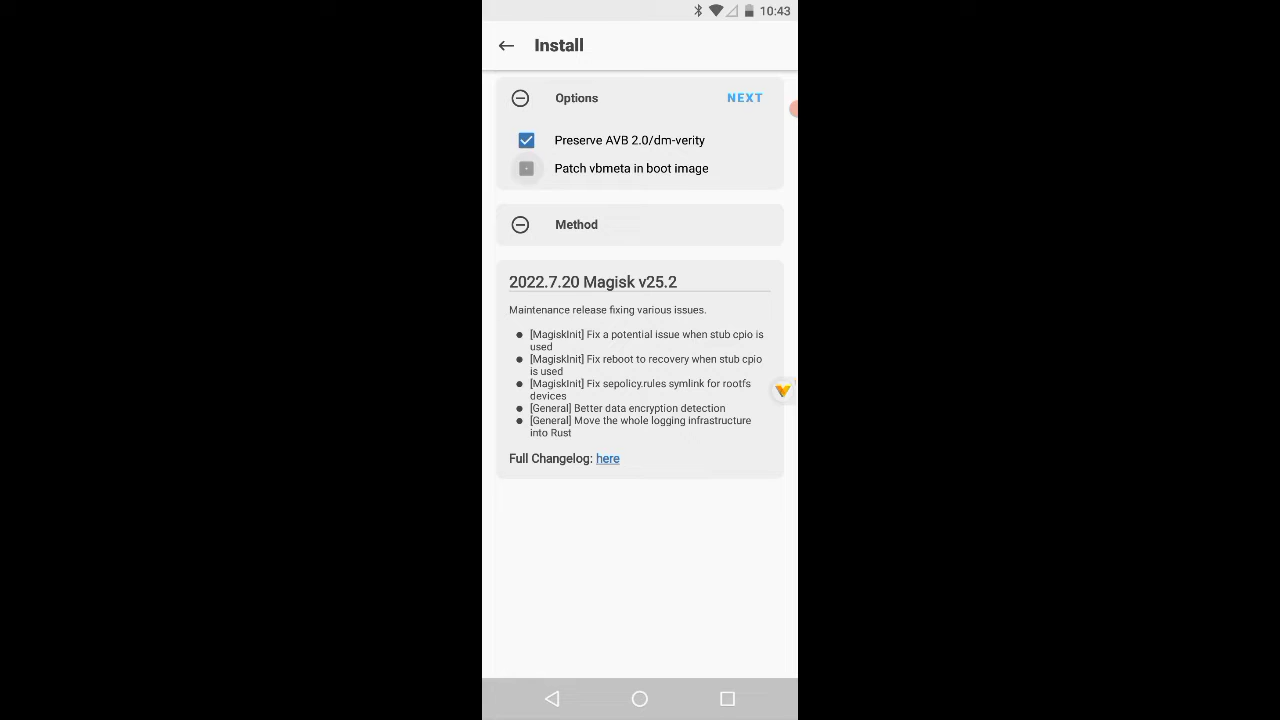 10:43
Install
Options
NEXT
Preserve AVB 2.0/dm-verity
Patch vbmeta in boot image
Method
2022.7.20 Magisk v25.2
Maintenance release fixing various issues.
[MagiskInit] Fix a potential issue when stub cpio is
used
[MagiskInit] Fix reboot to recovery when stub cpio
is used
[MagiskInit] Fix sepolicy.rules symlink for rootfs
devices
[General] Better data encryption detection
[General] Move the whole logging infrastructure
into Rust
Full Changelog: here